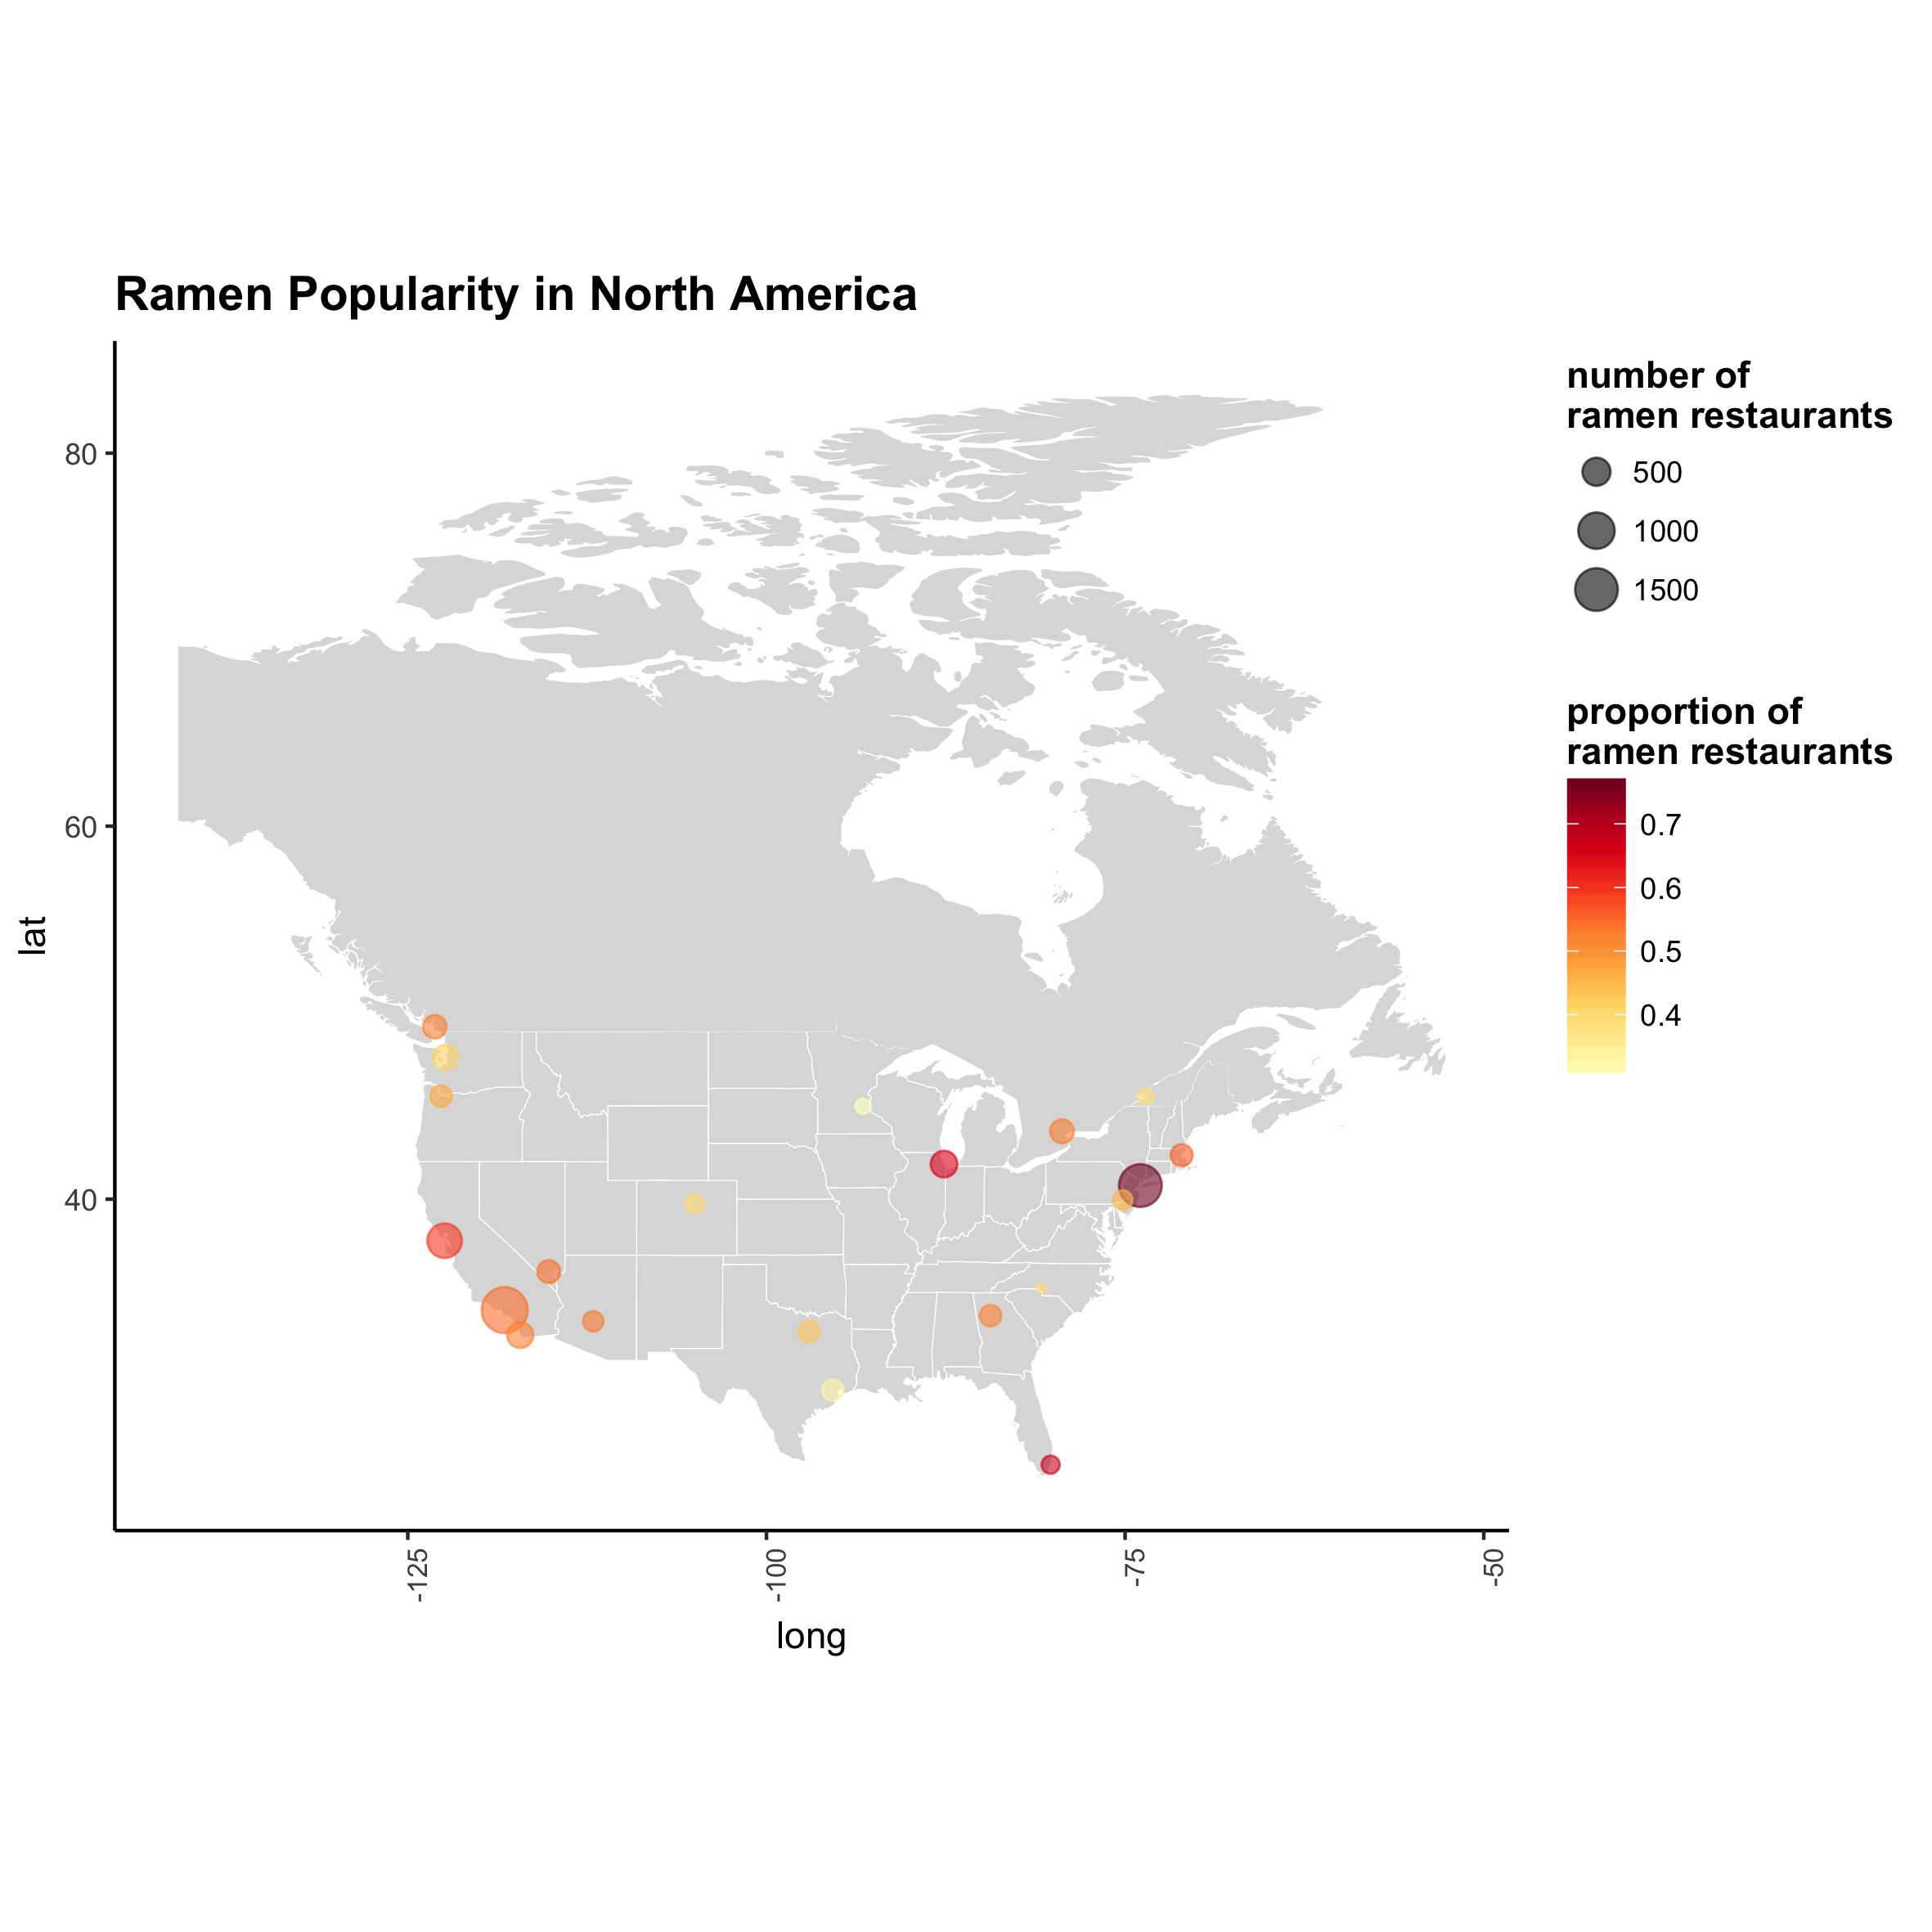 Ramen Popularity in North America
number of
ramen restaurants
500
1000
1500
proportion of
ramen restaurants
0.7
0.6
0.5
0.4
80
60
40
lat
-125
-100
-75
-50
long